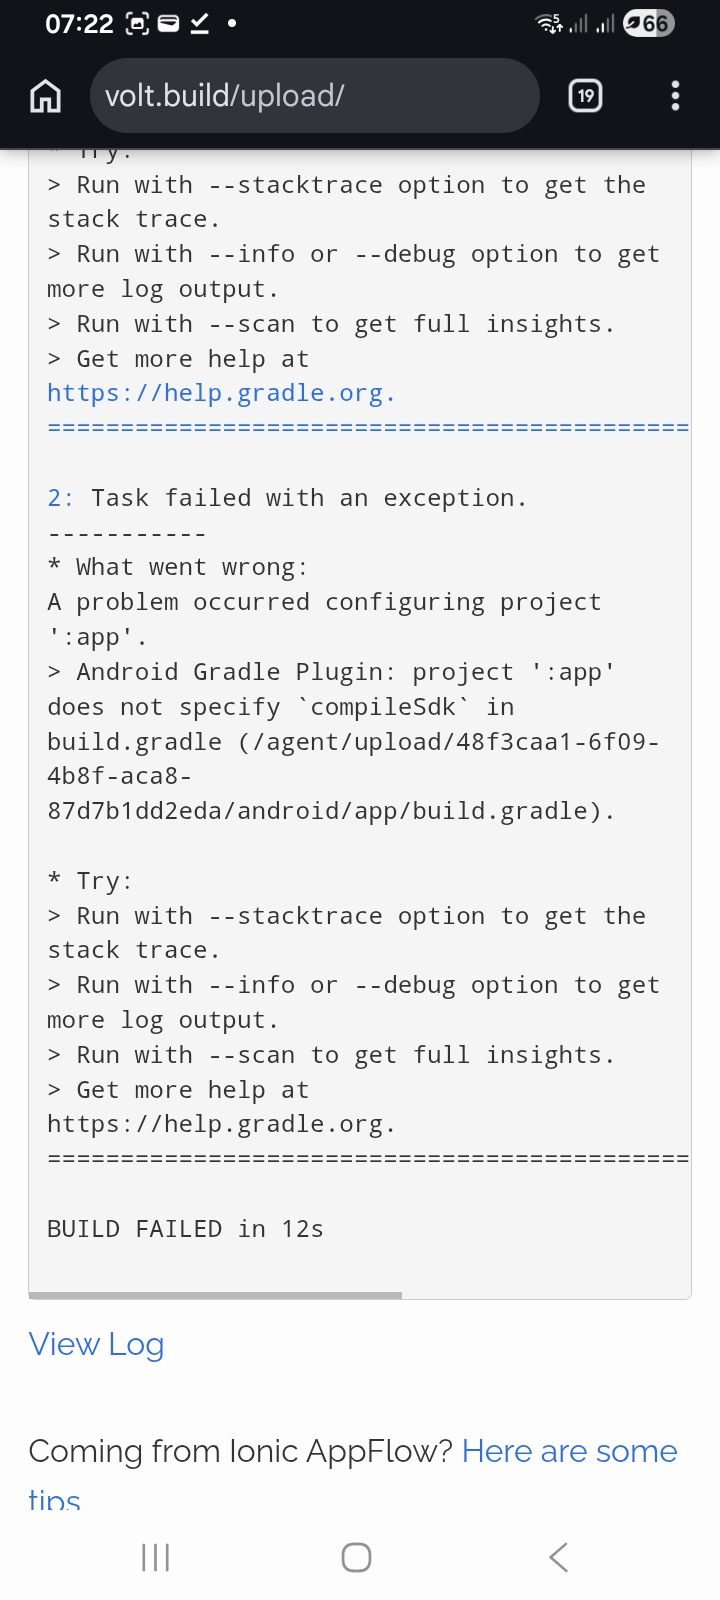 07:22
5
66
volt.build/upload/
19
* Try:
> Run with --stacktrace option to get the
stack trace.
> Run with --info or --debug option to get
more log output.
> Run with --scan to get full insights.
> Get more help at
https://help.gradle.org.
============================================
2: Task failed with an exception.
-----------
* What went wrong:
A problem occurred configuring project
':app'.
> Android Gradle Plugin: project ':app'
does not specify `compileSdk` in
build.gradle (/agent/upload/48f3caa1-6f09-
4b8f-aca8-
87d7b1dd2eda/android/app/build.gradle).
* Try:
> Run with --stacktrace option to get the
stack trace.
> Run with --info or --debug option to get
more log output.
> Run with --scan to get full insights.
> Get more help at
https://help.gradle.org.
============================================
BUILD FAILED in 12s
View Log
Coming from Ionic AppFlow? Here are some
tips